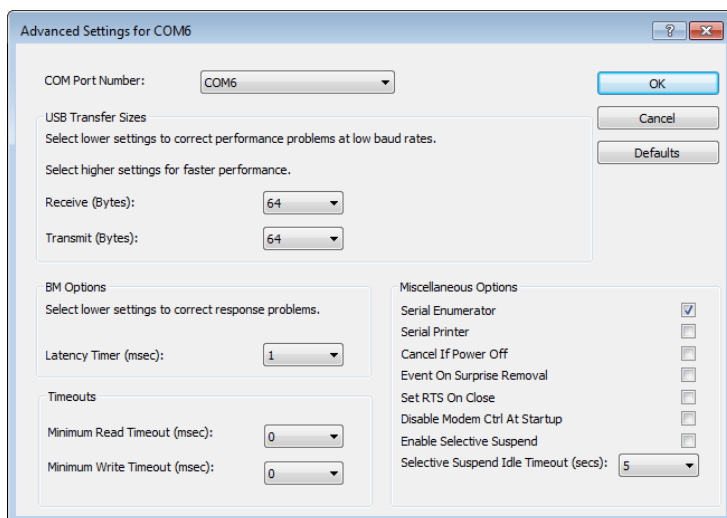 Advanced Settings for COM6
COM Port Number: COM6
OK
USB Transfer Sizes
Cancel
Select lower settings to correct performance problems at low baud rates.
Defaults
Select higher settings for faster performance.
Receive (Bytes): 64
Transmit (Bytes): 64
BM Options
Select lower settings to correct response problems.
Latency Timer (msec): 1
Timeouts
Minimum Read Timeout (msec): 0
Minimum Write Timeout (msec): 0
Miscellaneous Options
Serial Enumerator
Serial Printer
Cancel If Power Off
Event On Surprise Removal
Set RTS On Close
Disable Modem Ctrl At Startup
Enable Selective Suspend
Selective Suspend Idle Timeout (secs): 5